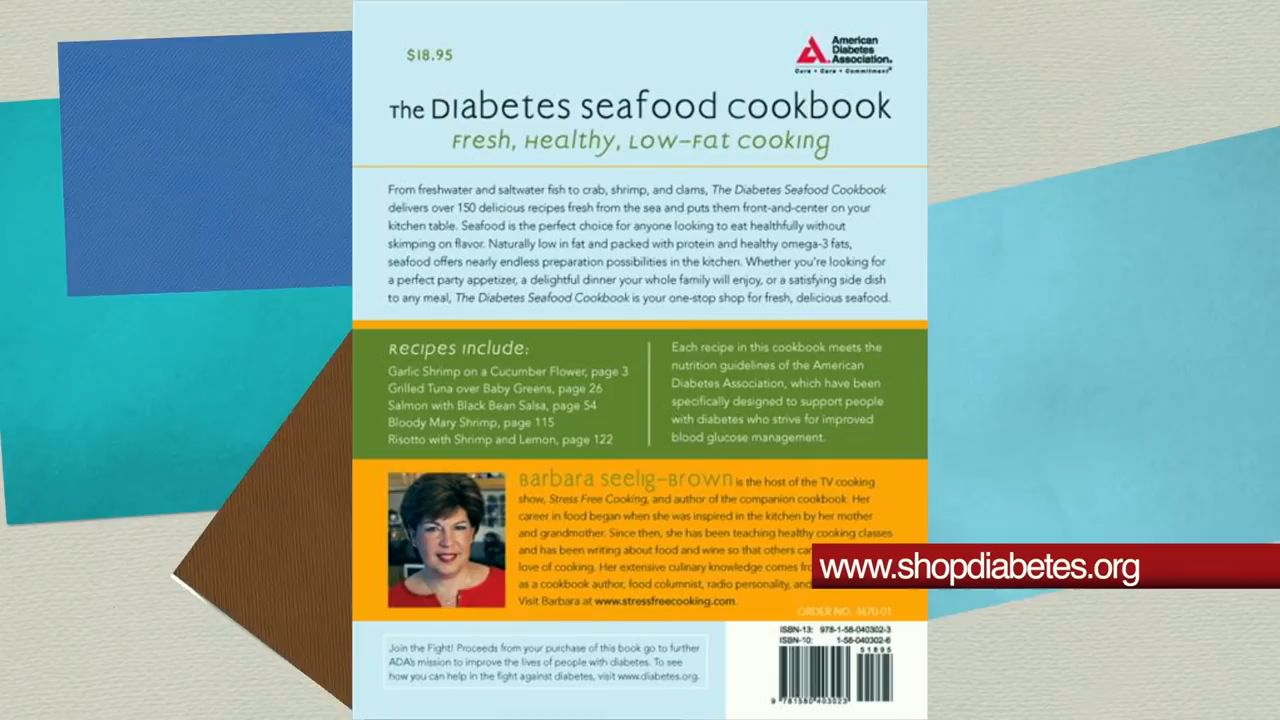 $18.95
American
Diabetes
Association®
Cure • Care • Commitment®
The Diabetes Seafood Cookbook
Fresh, Healthy, Low-Fat Cooking
From freshwater and saltwater fish to crab, shrimp, and clams, The Diabetes Seafood Cookbook
delivers over 150 delicious recipes fresh from the sea and puts them front-and-center on your
kitchen table. Seafood is the perfect choice for anyone looking to eat healthfully without
skimping on flavor. Naturally low in fat and packed with protein and healthy omega-3 fats,
seafood offers nearly endless preparation possibilities in the kitchen. Whether you're looking for
a perfect party appetizer, a delightful dinner your whole family will enjoy, or a satisfying side dish
to any meal, The Diabetes Seafood Cookbook is your one-stop shop for fresh, delicious seafood.
Recipes include:
Garlic Shrimp on a Cucumber Flower, page 3
Grilled Tuna over Baby Greens, page 26
Salmon with Black Bean Salsa, page 54
Bloody Mary Shrimp, page 115
Risotto with Shrimp and Lemon, page 122
Each recipe in this cookbook meets the
nutrition guidelines of the American
Diabetes Association, which have been
specifically designed to support people
with diabetes who strive for improved
blood glucose management.
Barbara Seelig-Brown is the host of the TV cooking
show, Stress Free Cooking, and author of the companion cookbook. Her
career in food began when she was inspired in the kitchen by her mother
and grandmother. Since then, she has been teaching healthy cooking classes
and has been writing about food and wine so that others can
love of cooking. Her extensive culinary knowledge comes
as a cookbook author, food columnist, radio personality, and
Visit Barbara at www.stressfreecooking.com.
www.shopdiabetes.org
ORDER NO. 4670-01
Join the Fight! Proceeds from your purchase of this book go to further
ADA's mission to improve the lives of people with diabetes. To see
how you can help in the fight against diabetes, visit www.diabetes.org.
ISBN-13: 978-1-58-040302-3
ISBN-10: 1-58-040302-6
51895
9 781580 403023